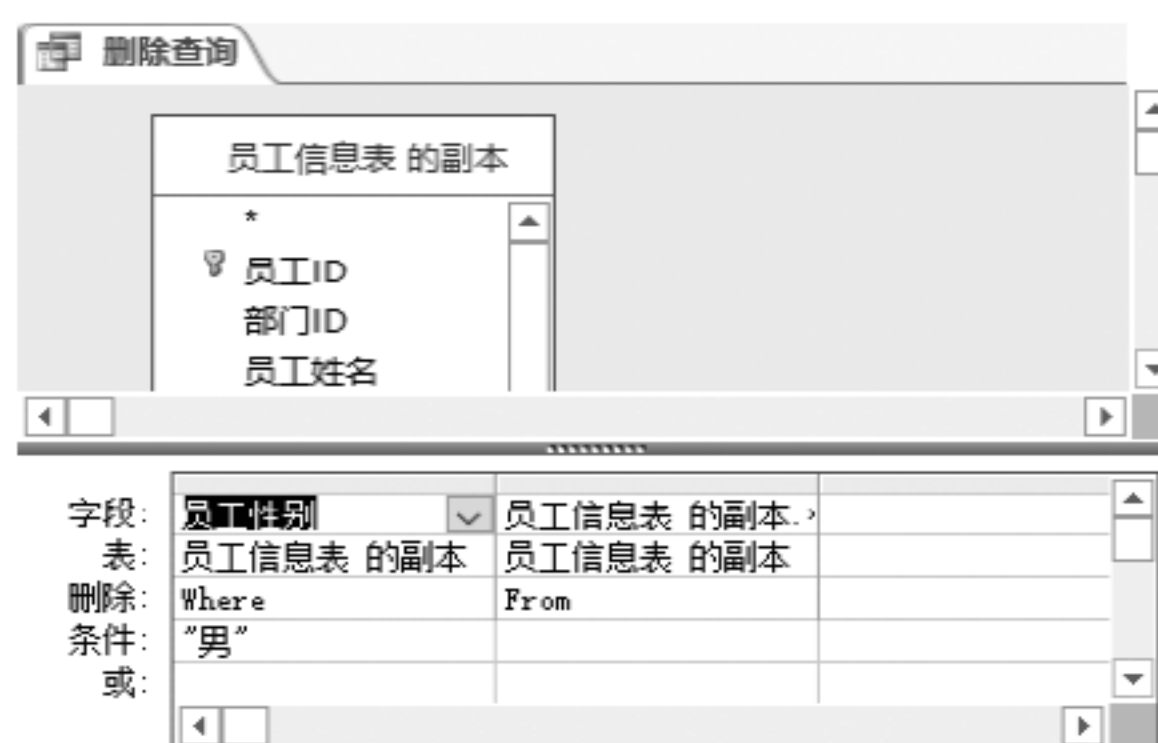 删除查询
员工信息表 的副本
*
员工ID
部门ID
员工姓名
字段: 员工性别 员工信息表 的副本.
表: 员工信息表 的副本 员工信息表 的副本
删除: Where From
条件: "男"
或: